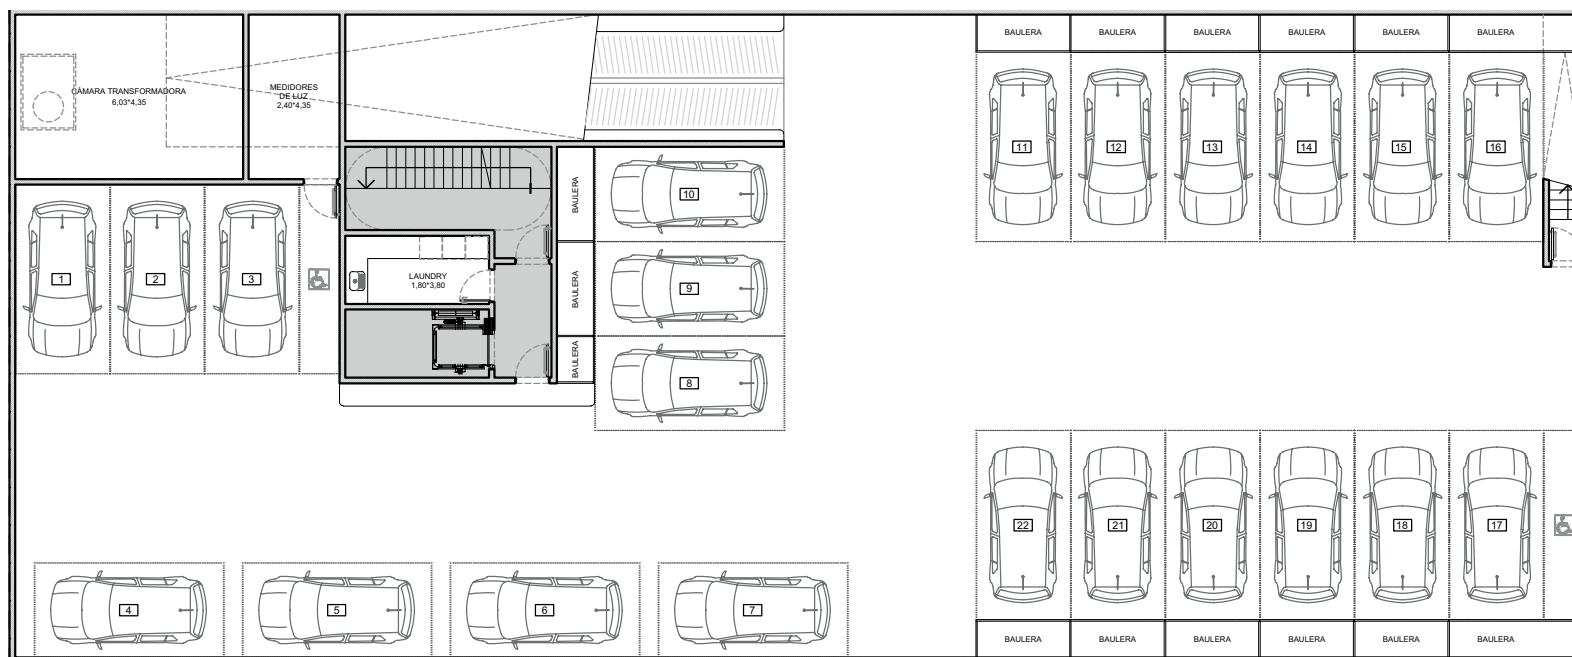 BAULERA
BAULERA
BAULERA
BAULERA
BAULERA
BAULERA
CÁMARA TRANSFORMADORA
6,03*4,35
MEDIDORES
DE LUZ
2,40*4,35
11
12
13
14
15
16
BAULERA
10
1
2
3
LAUNDRY
1,80*3,80
BAULERA
9
BAULERA
8
22
21
20
19
18
17
4
5
6
7
BAULERA
BAULERA
BAULERA
BAULERA
BAULERA
BAULERA